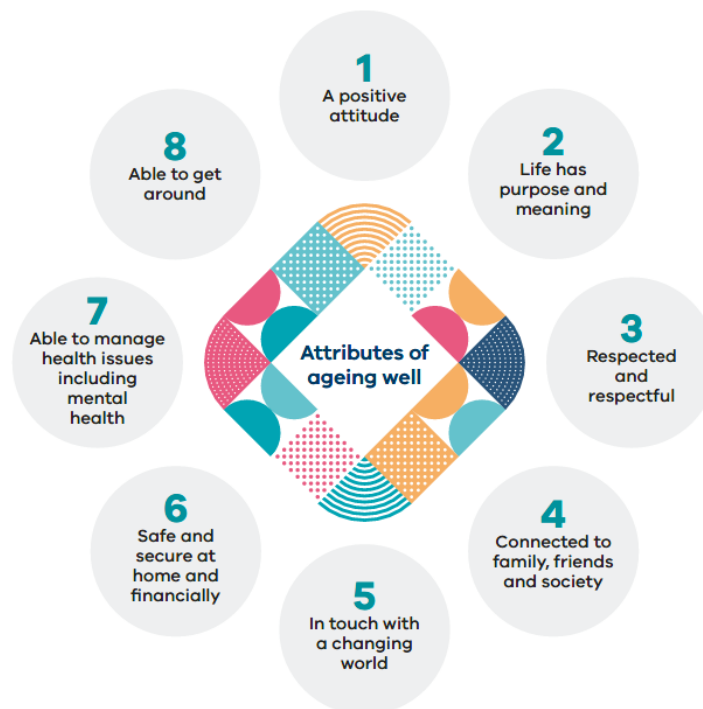 1
A positive
attitude
2
Life has
purpose and
meaning
3
Respected
and
respectful
4
Connected to
family, friends
and society
5
In touch with
a changing
world
6
Safe and
secure at
home and
financially
7
Able to manage
health issues
including
mental
health
8
Able to get
around
Attributes of
ageing well